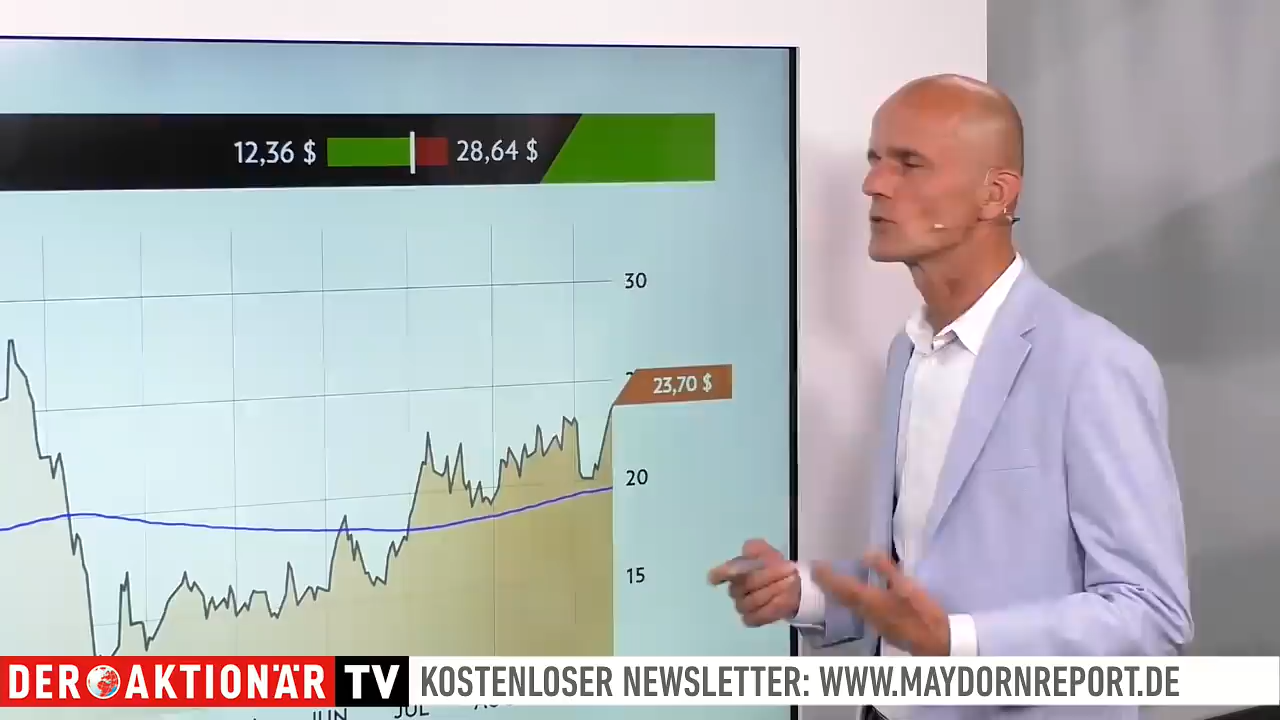 12,36 $ 28,64 $
30
23,70 $
20
15
JUN JUL
DER AKTIONÄR TV KOSTENLOSER NEWSLETTER: WWW.MAYDORNREPORT.DE